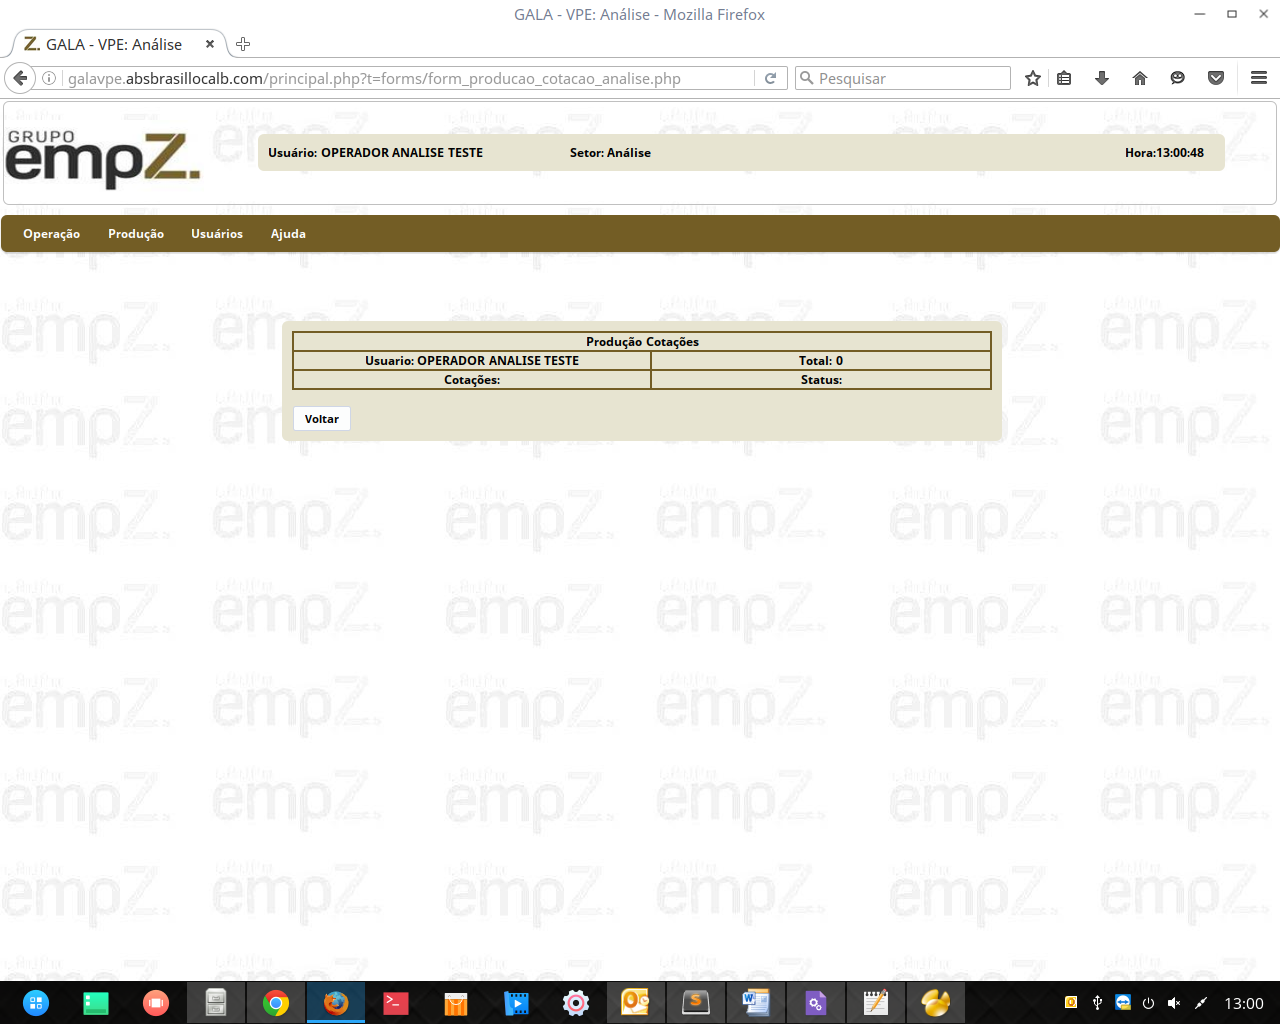 GALA - VPE: Análise - Mozilla Firefox
Z. GALA - VPE: Análise
galavpe.absbrasillocalb.com/principal.php?t=forms/form_producao_cotacao_analise.php
Pesquisar
GRUPO
empZ.
Usuário: OPERADOR ANALISE TESTE Setor: Análise Hora:13:00:48
Operação Produção Usuários Ajuda
Produção Cotações
Usuario: OPERADOR ANALISE TESTE Total: 0
Cotações: Status:
Voltar
13:00